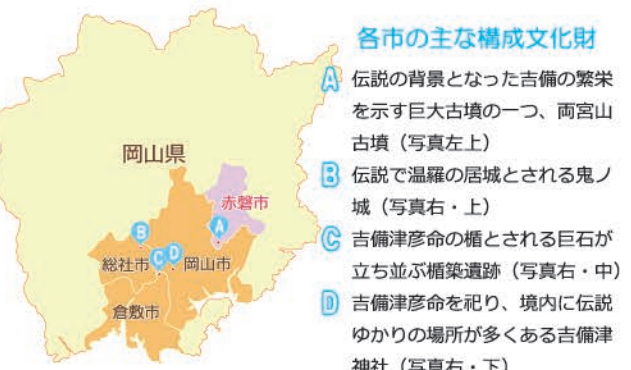 各市の主な構成文化財
A 伝説の背景となった吉備の繁栄
を示す巨大古墳の一つ、両宮山
古墳（写真左上）
B 伝説で温羅の居城とされる鬼ノ
城（写真右・上）
C 吉備津彦命の楯とされる巨石が
立ち並ぶ楯築遺跡（写真右・中）
D 吉備津彦命を祀り、境内に伝説
ゆかりの場所が多くある吉備津
神社（写真右・下）
岡山県
赤磐市
A
B
C D
総社市
岡山市
倉敷市